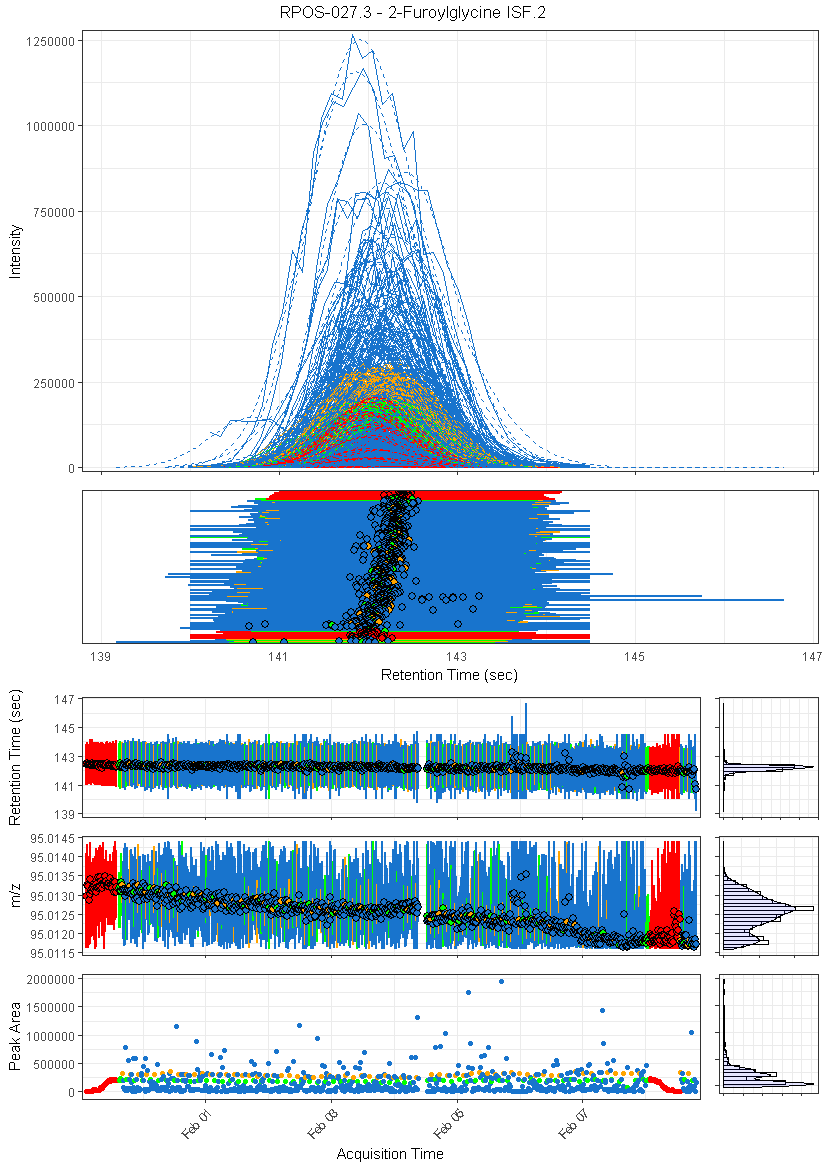 RPOS-027.3 - 2-Furoylglycine ISF.2
1250000
1000000
750000
500000
250000
0
Intensity
139
141
143
145
147
Retention Time (sec)
147
145
143
141
139
Retention Time (sec)
95.0145
95.0140
95.0135
95.0130
95.0125
95.0120
95.0115
m/z
2000000
1500000
1000000
500000
0
Peak Area
Feb 01
Feb 03
Feb 05
Feb 07
Acquisition Time